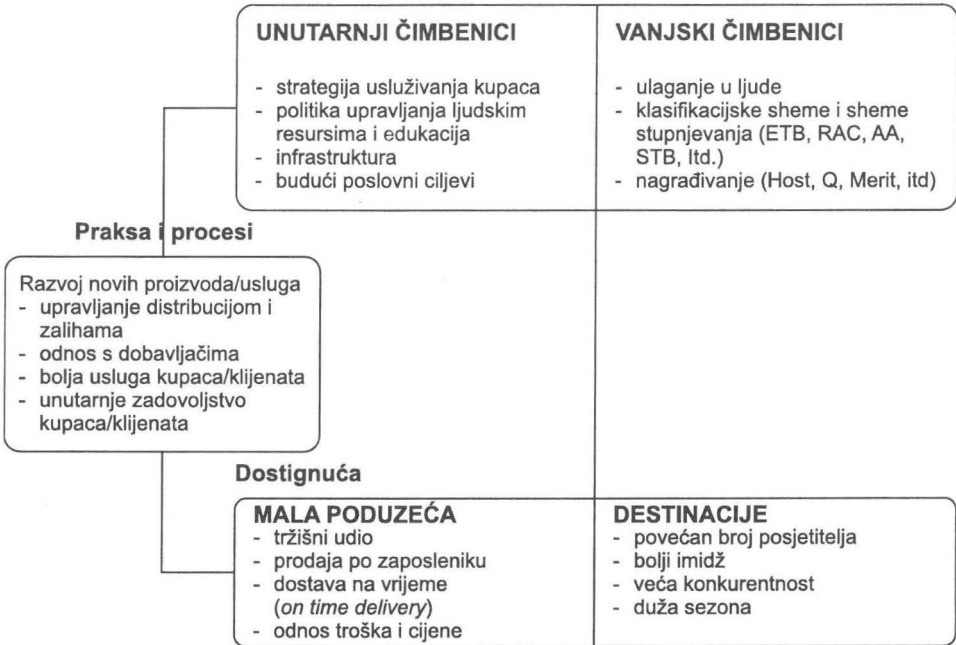 UNUTARNJI ČIMBENICI
- strategija usluživanja kupaca
- politika upravljanja ljudskim
resursima i edukacija
- infrastruktura
- budući poslovni ciljevi
VANJSKI ČIMBENICI
- ulaganje u ljude
- klasifikacijske sheme i sheme
stupnjevanja (ETB, RAC, AA,
STB, Itd.)
- nagrađivanje (Host, Q, Merit, itd)
Praksa i procesi
Razvoj novih proizvoda/usluga
- upravljanje distribucijom i
zalihama
- odnos s dobavljačima
- bolja usluga kupaca/klijenata
- unutarnje zadovoljstvo
kupaca/klijenata
Dostignuća
MALA PODUZEĆA
- tržišni udio
- prodaja po zaposleniku
- dostava na vrijeme
(on time delivery)
- odnos troška i cijene
DESTINACIJE
- povećan broj posjetitelja
- bolji imidž
- veća konkurentnost
- duža sezona